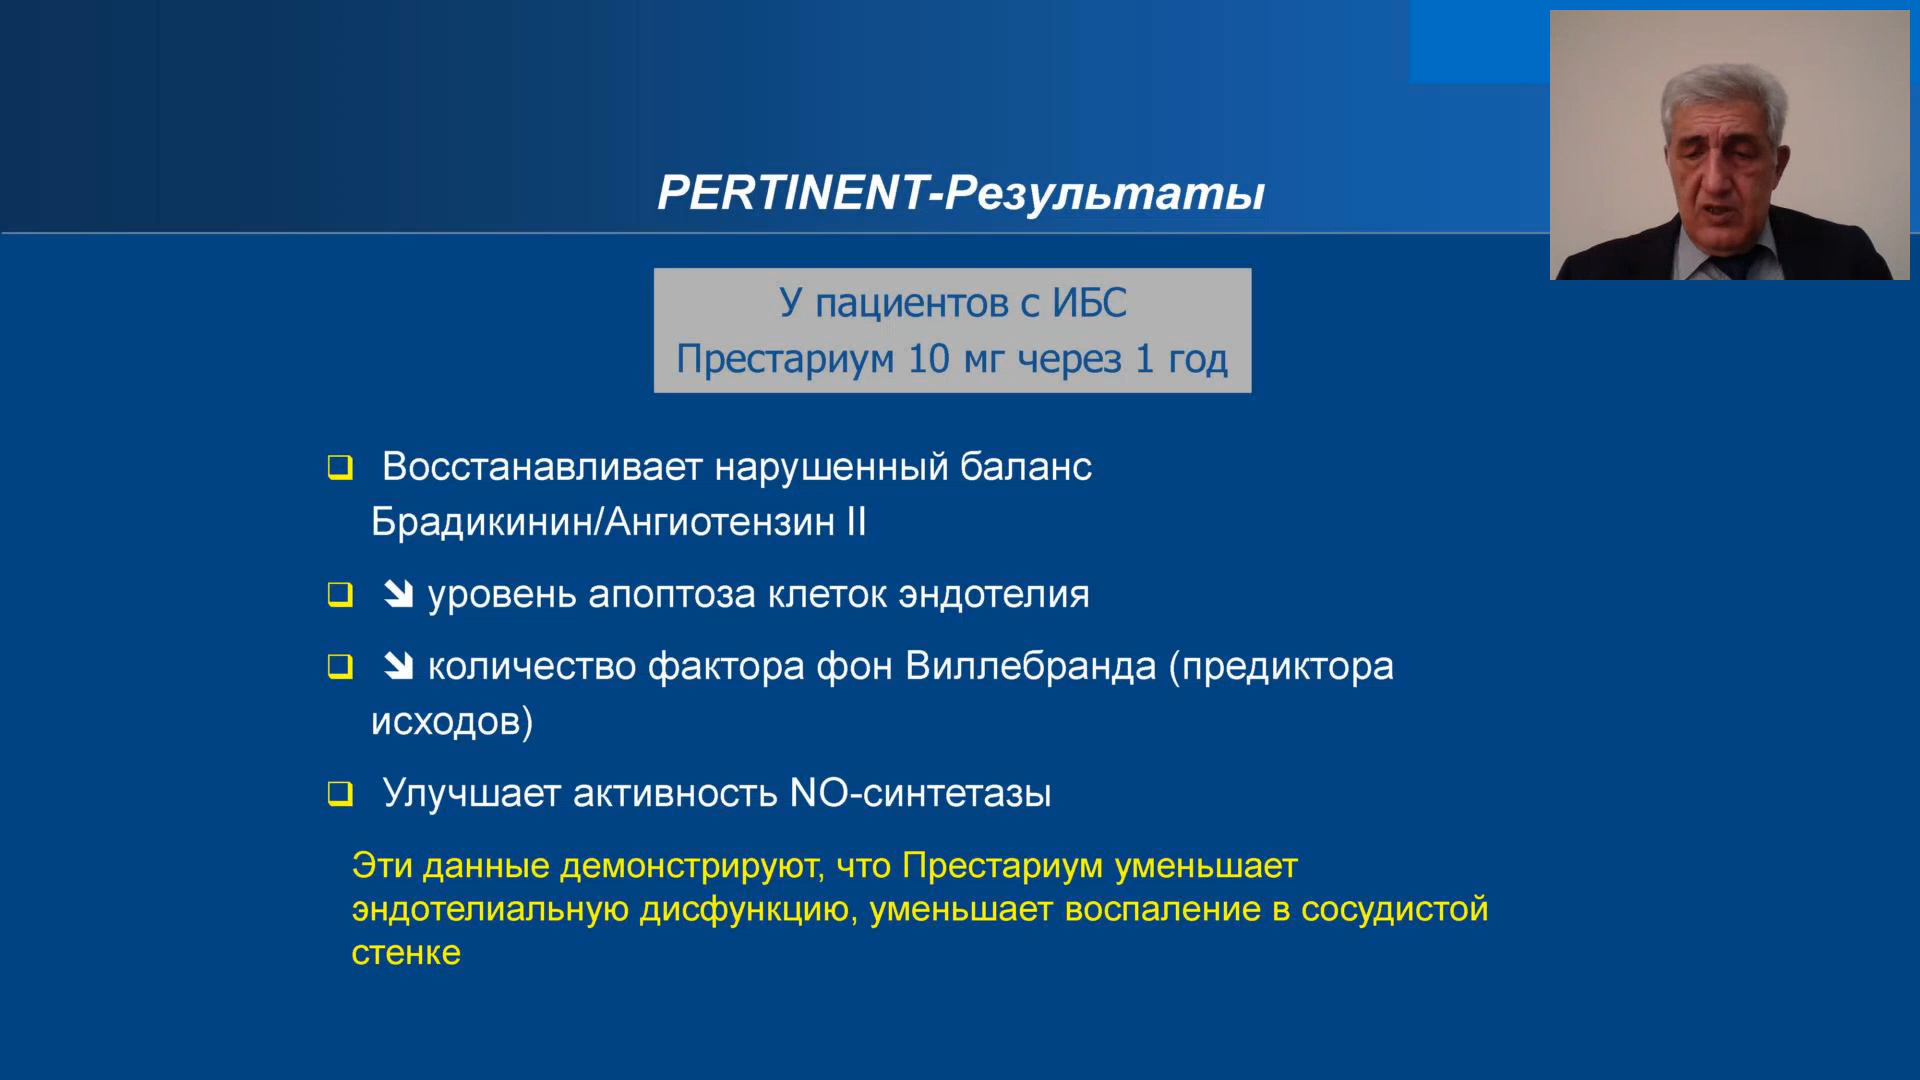 PERTINENT-Результаты
У пациентов с ИБС
Престариум 10 мг через 1 год
❑ Восстанавливает нарушенный баланс
Брадикинин/Ангиотензин II
❑ ➘ уровень апоптоза клеток эндотелия
❑ ➘ количество фактора фон Виллебранда (предиктора
исходов)
❑ Улучшает активность NO-синтетазы
Эти данные демонстрируют, что Престариум уменьшает
эндотелиальную дисфункцию, уменьшает воспаление в сосудистой
стенке